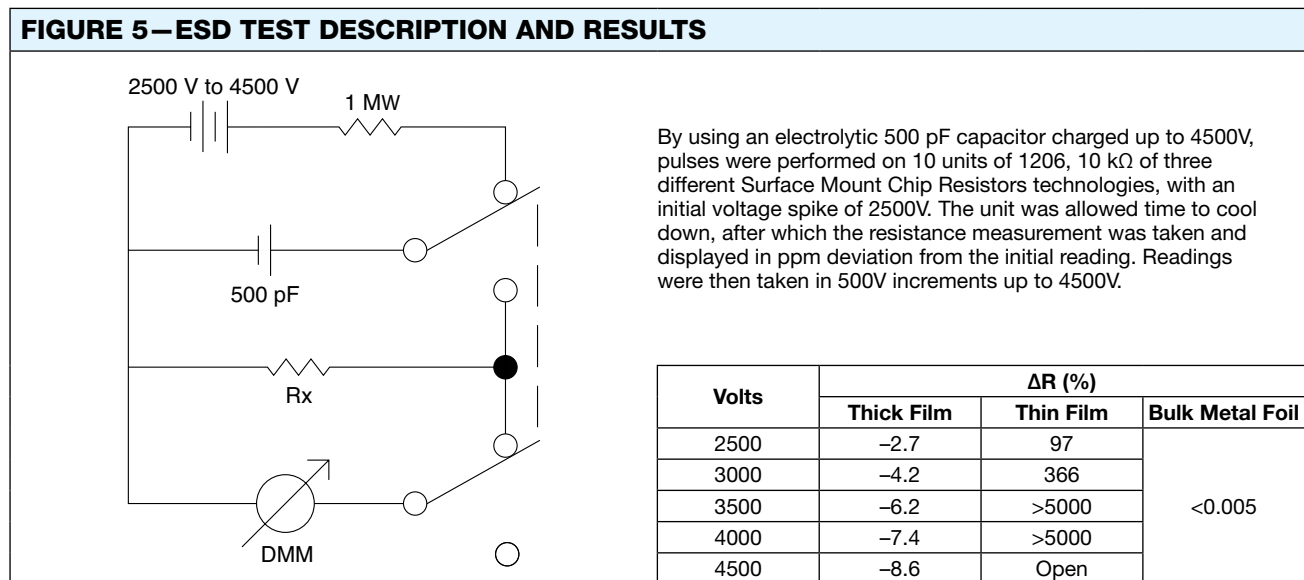 FIGURE 5—ESD TEST DESCRIPTION AND RESULTS
2500 V to 4500 V
1 MW
500 pF
Rx
DMM
By using an electrolytic 500 pF capacitor charged up to 4500V,
pulses were performed on 10 units of 1206, 10 kΩ of three
different Surface Mount Chip Resistors technologies, with an
initial voltage spike of 2500V. The unit was allowed time to cool
down, after which the resistance measurement was taken and
displayed in ppm deviation from the initial reading. Readings
were then taken in 500V increments up to 4500V.
Volts ΔR (%)
Thick Film Thin Film Bulk Metal Foil
2500 –2.7 97
3000 –4.2 366
3500 –6.2 >5000 <0.005
4000 –7.4 >5000
4500 –8.6 Open